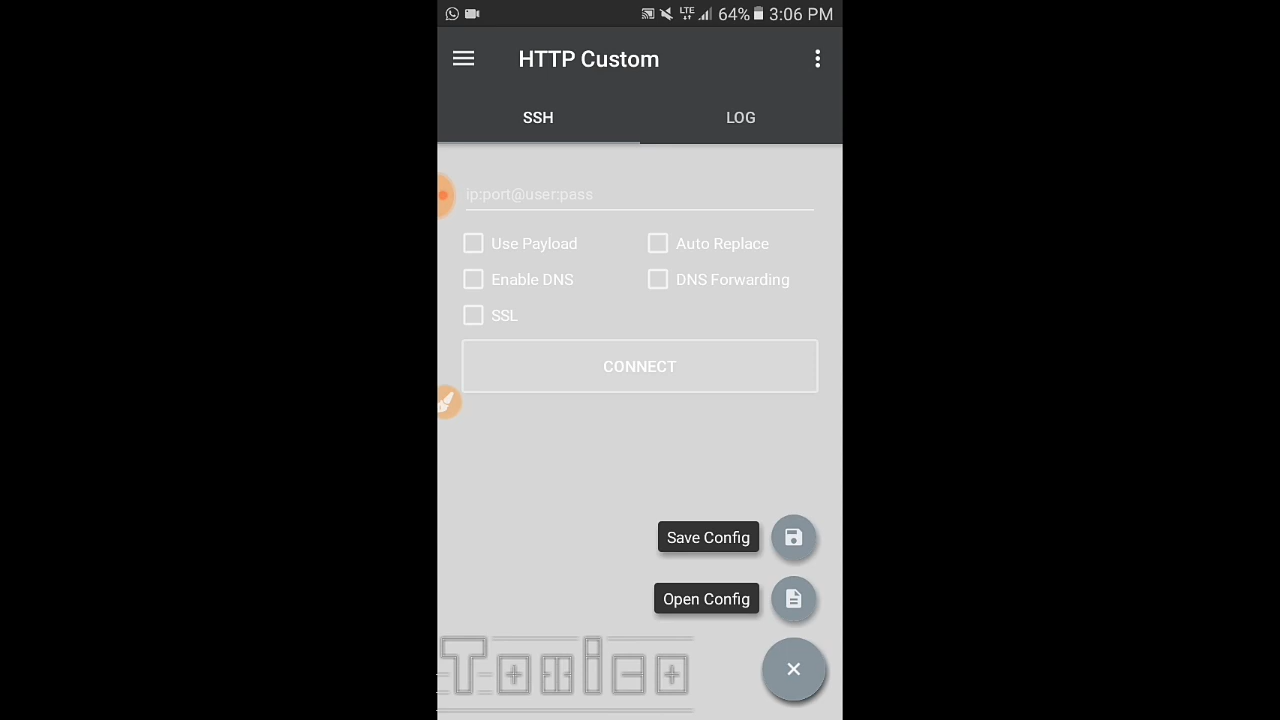 LTE 64% 3:06 PM
HTTP Custom
SSH LOG
ip:port@user:pass
Use Payload Auto Replace
Enable DNS DNS Forwarding
SSL
CONNECT
Save Config
Open Config